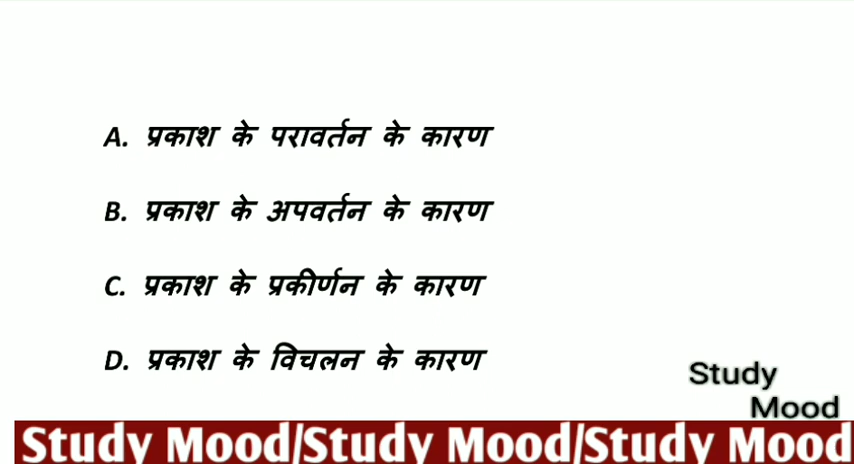 A. प्रकाश के परावर्तन के कारण
B. प्रकाश के अपवर्तन के कारण
C. प्रकाश के प्रकीर्णन के कारण
D. प्रकाश के विचलन के कारण
Study
Mood
Study Mood/Study Mood/Study Mood